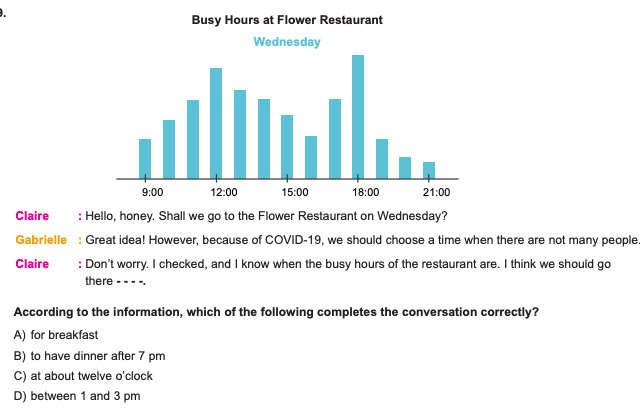 9.
Busy Hours at Flower Restaurant
Wednesday
9:00 12:00 15:00 18:00 21:00
Claire : Hello, honey. Shall we go to the Flower Restaurant on Wednesday?
Gabrielle : Great idea! However, because of COVID-19, we should choose a time when there are not many people.
Claire : Don’t worry. I checked, and I know when the busy hours of the restaurant are. I think we should go
there - - - -.
According to the information, which of the following completes the conversation correctly?
A) for breakfast
B) to have dinner after 7 pm
C) at about twelve o’clock
D) between 1 and 3 pm